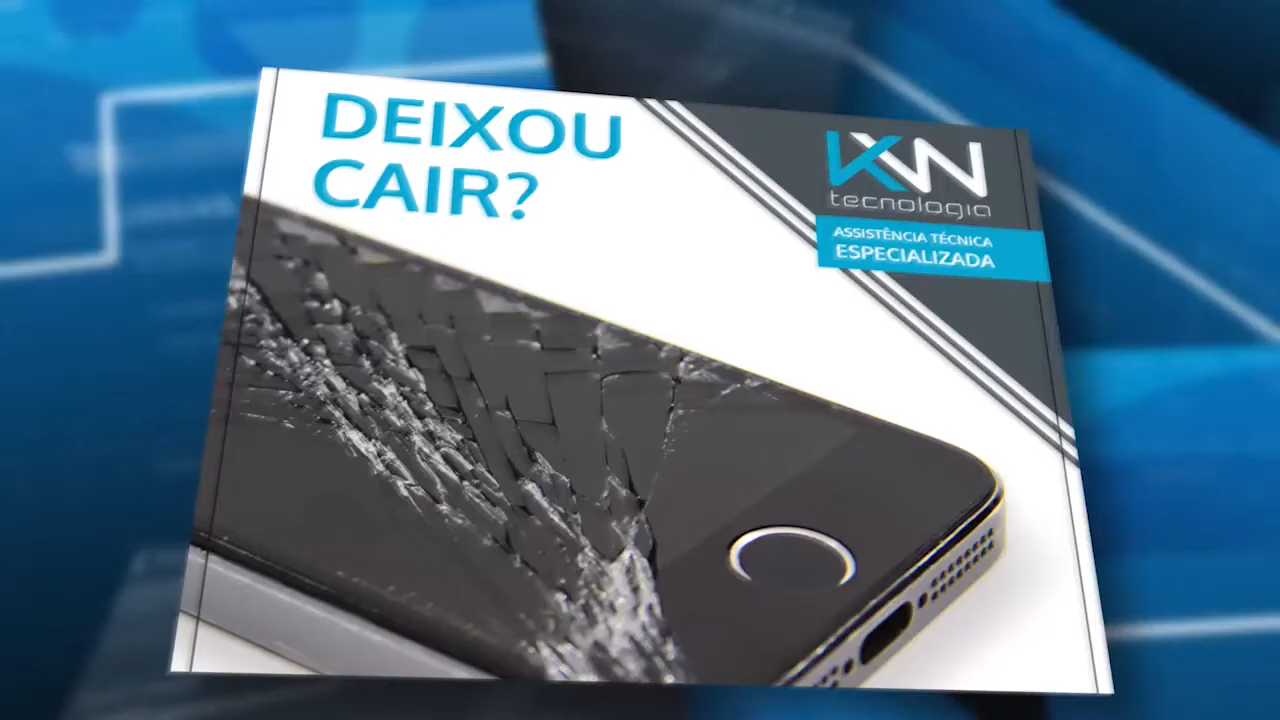 DEIXOU
CAIR?
KW
tecnologia
ASSISTÊNCIA TÉCNICA
ESPECIALIZADA